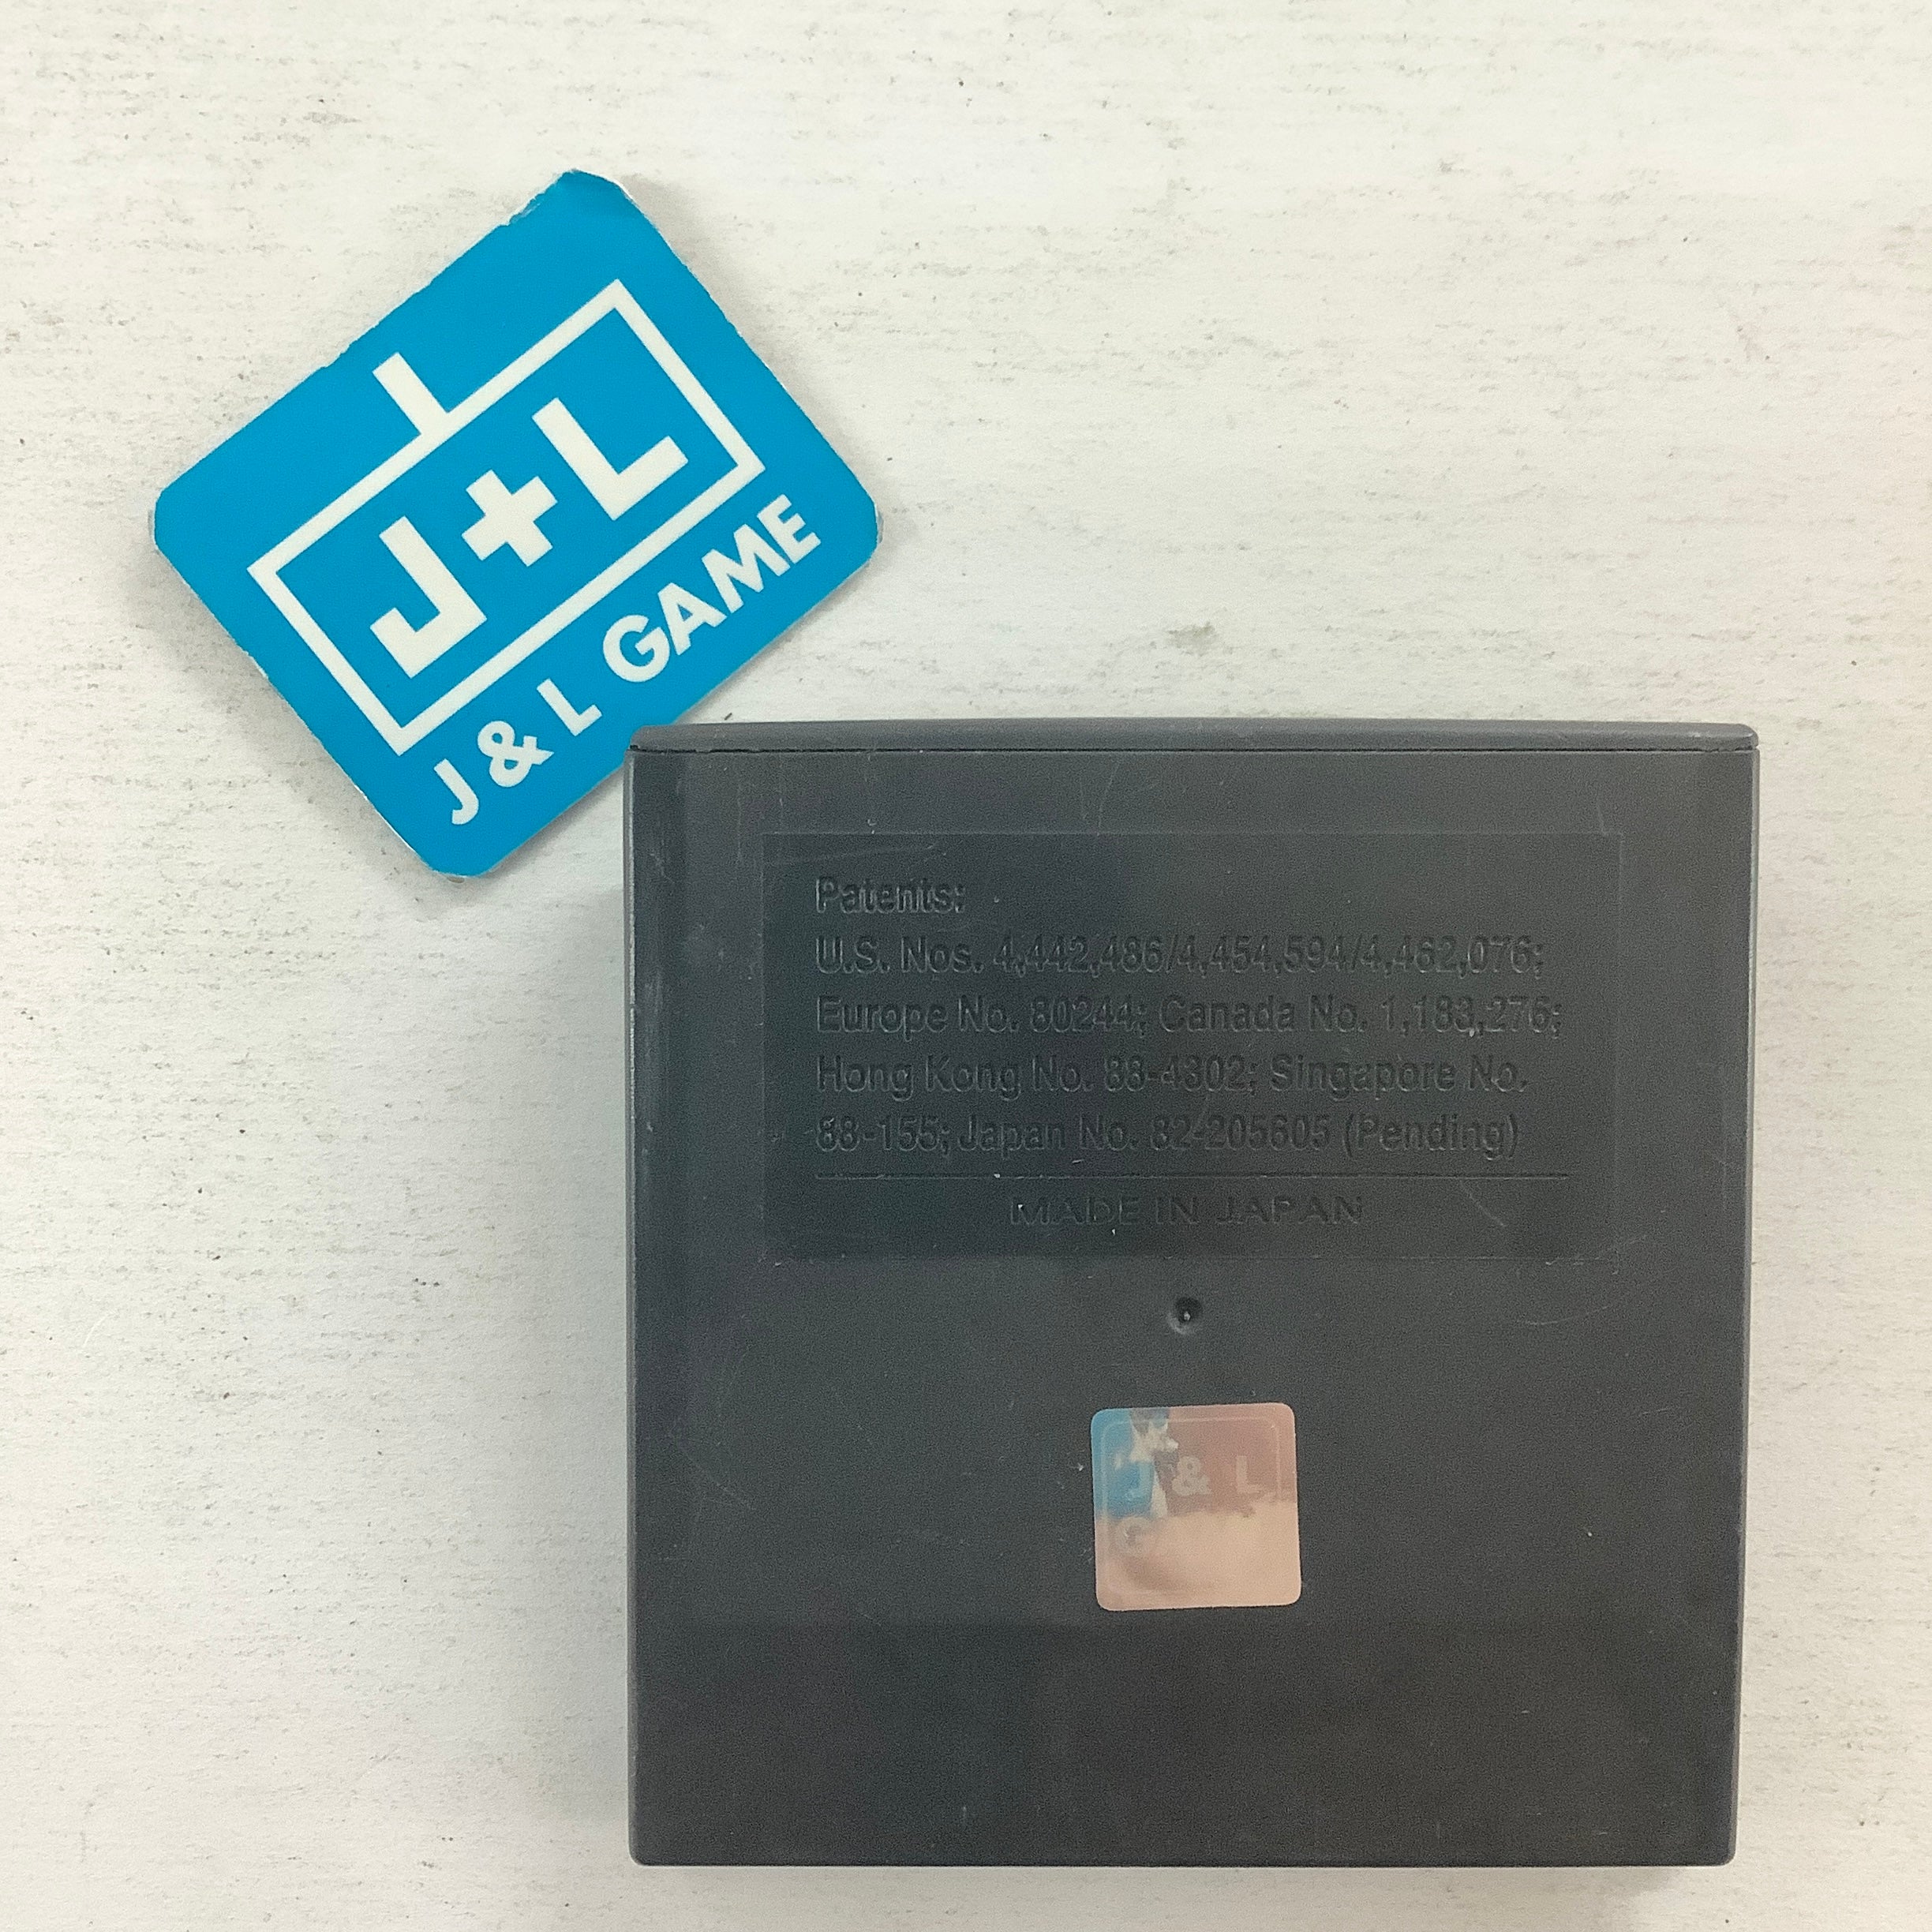 J+L
J & L GAME
Patents:
U.S. Nos. 4,442,486/4,454,594/4,462,076;
Europe No. 80244; Canada No. 1,183,276;
Hong Kong No. 88-4302; Singapore No.
88-155; Japan No. 82-205605 (Pending)
MADE IN JAPAN
J & L
G